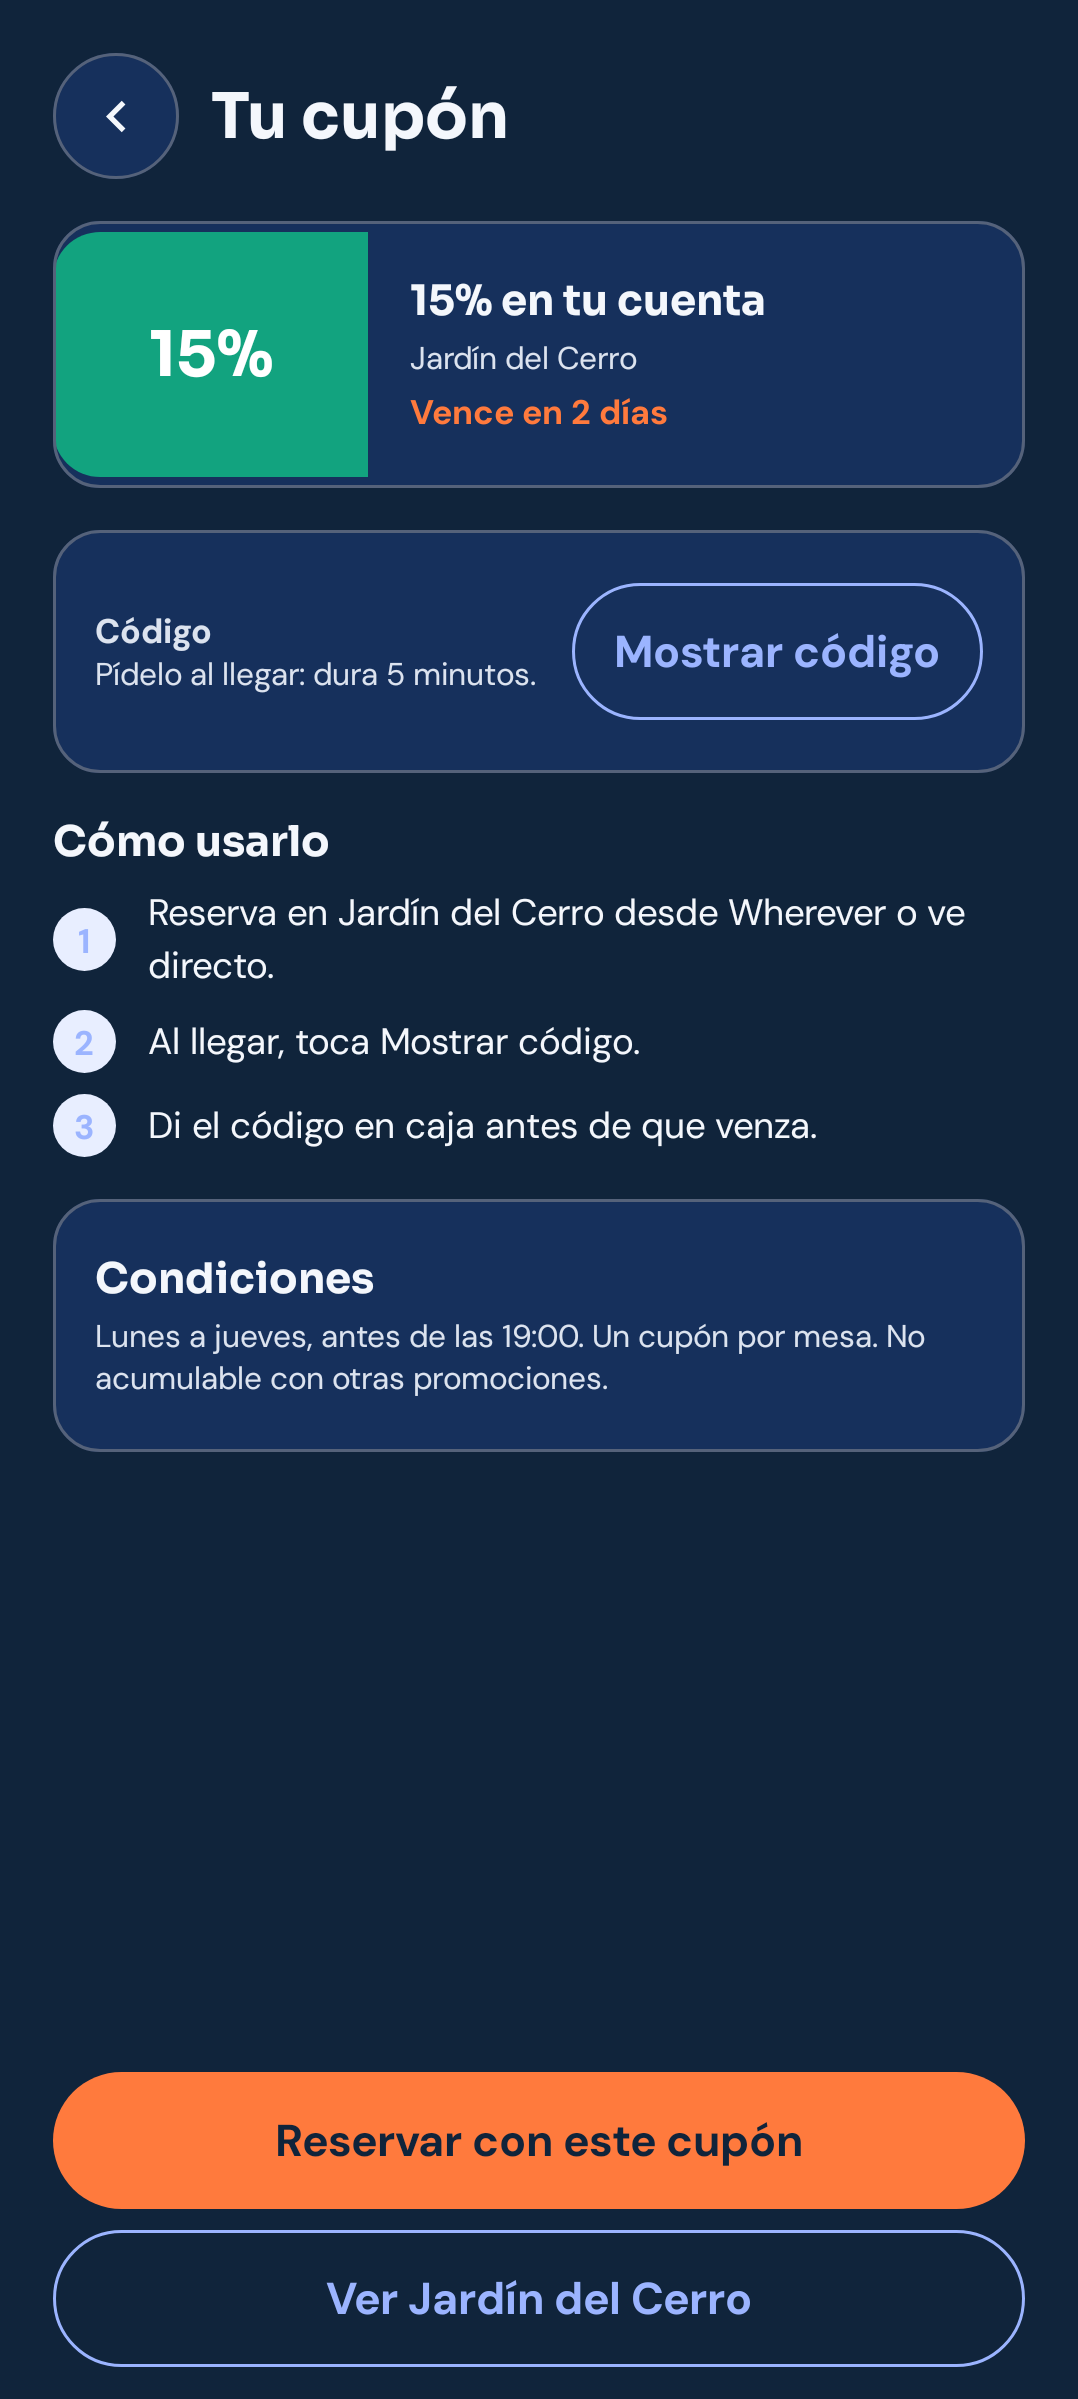 Tu cupón
15%
15% en tu cuenta
Jardín del Cerro
Vence en 2 días
Código
Pídelo al llegar: dura 5 minutos.
Mostrar código
Cómo usarlo
1
Reserva en Jardín del Cerro desde Wherever o ve
directo.
2
Al llegar, toca Mostrar código.
3
Di el código en caja antes de que venza.
Condiciones
Lunes a jueves, antes de las 19:00. Un cupón por mesa. No
acumulable con otras promociones.
Reservar con este cupón
Ver Jardín del Cerro